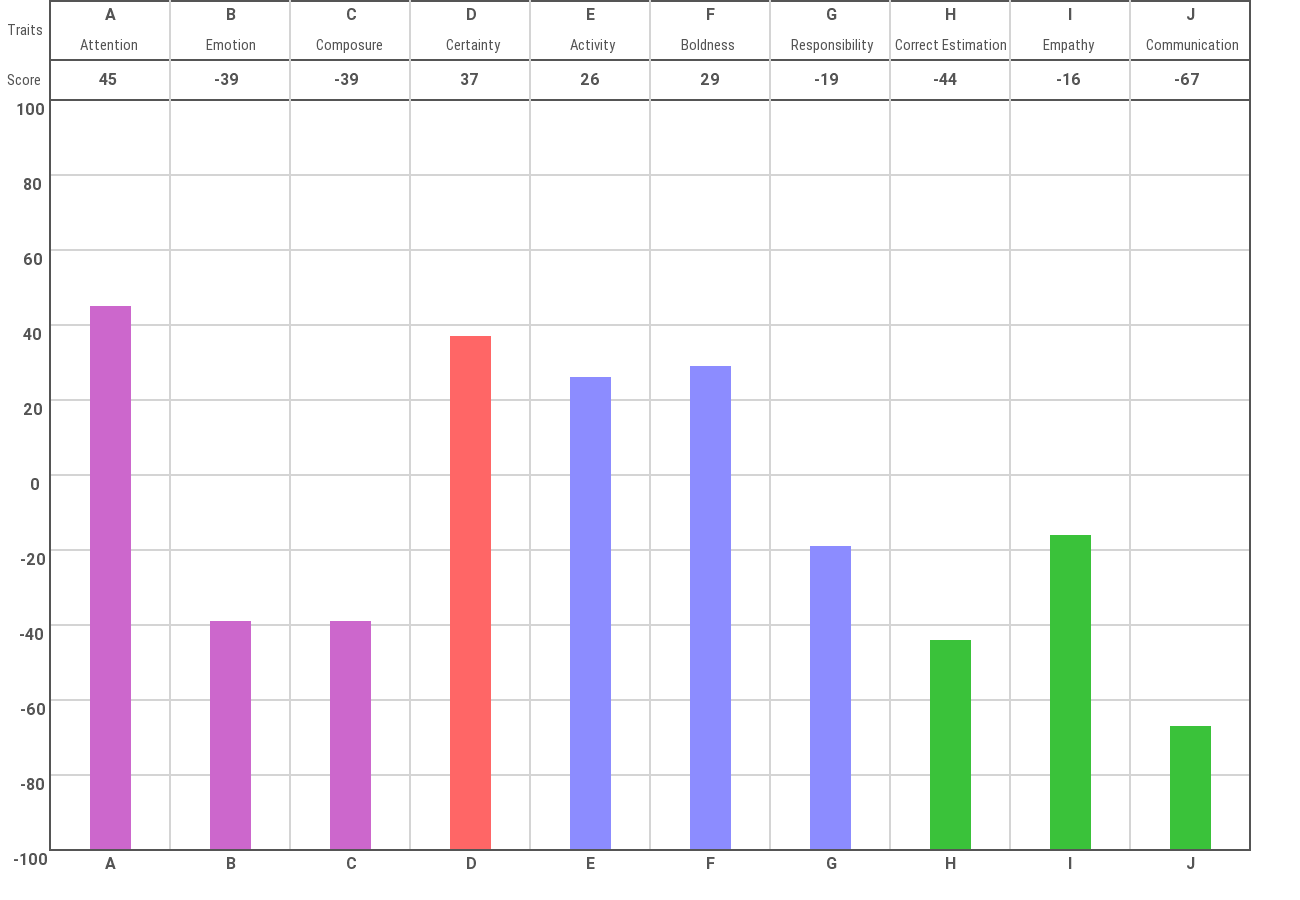 Traits A B C D E F G H I J
Attention Emotion Composure Certainty Activity Boldness Responsibility Correct Estimation Empathy Communication
Score 45 -39 -39 37 26 29 -19 -44 -16 -67
100
80
60
40
20
0
-20
-40
-60
-80
-100
A B C D E F G H I J